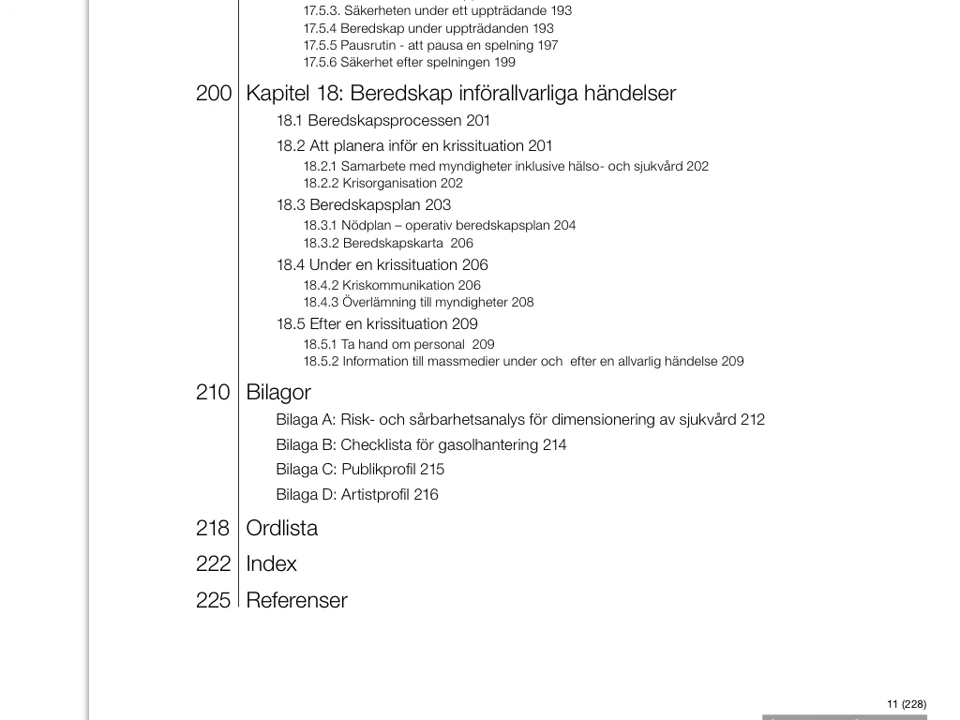 17.5.3. Säkerheten under ett uppträdande 193
17.5.4 Beredskap under uppträdanden 193
17.5.5 Pausrutin - att pausa en spelning 197
17.5.6 Säkerhet efter spelningen 199
200 Kapitel 18: Beredskap införallvarliga händelser
18.1 Beredskapsprocessen 201
18.2 Att planera inför en krissituation 201
18.2.1 Samarbete med myndigheter inklusive hälso- och sjukvård 202
18.2.2 Krisorganisation 202
18.3 Beredskapsplan 203
18.3.1 Nödplan – operativ beredskapsplan 204
18.3.2 Beredskapskarta 206
18.4 Under en krissituation 206
18.4.2 Kriskommunikation 206
18.4.3 Överlämning till myndigheter 208
18.5 Efter en krissituation 209
18.5.1 Ta hand om personal 209
18.5.2 Information till massmedier under och efter en allvarlig händelse 209
210 Bilagor
Bilaga A: Risk- och sårbarhetsanalys för dimensionering av sjukvård 212
Bilaga B: Checklista för gasolhantering 214
Bilaga C: Publikprofil 215
Bilaga D: Artistprofil 216
218 Ordlista
222 Index
225 Referenser
11 (228)